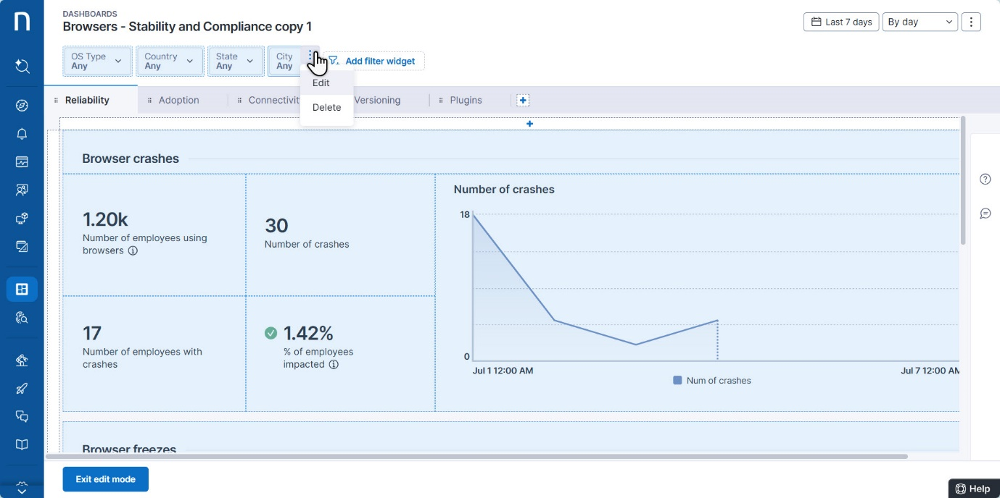 DASHBOARDS
Browsers - Stability and Compliance copy 1
Last 7 days
By day
OS Type
Any
Country
Any
State
Any
City
Any
Add filter widget
Edit
Delete
Reliability
Adoption
Connectivit
Versioning
Plugins
Browser crashes
1.20k
Number of employees using
browsers
30
Number of crashes
17
Number of employees with
crashes
1.42%
% of employees
impacted
Number of crashes
18
0
Jul 1 12:00 AM
Jul 7 12:00 AM
Num of crashes
Browser freezes
Exit edit mode
Help